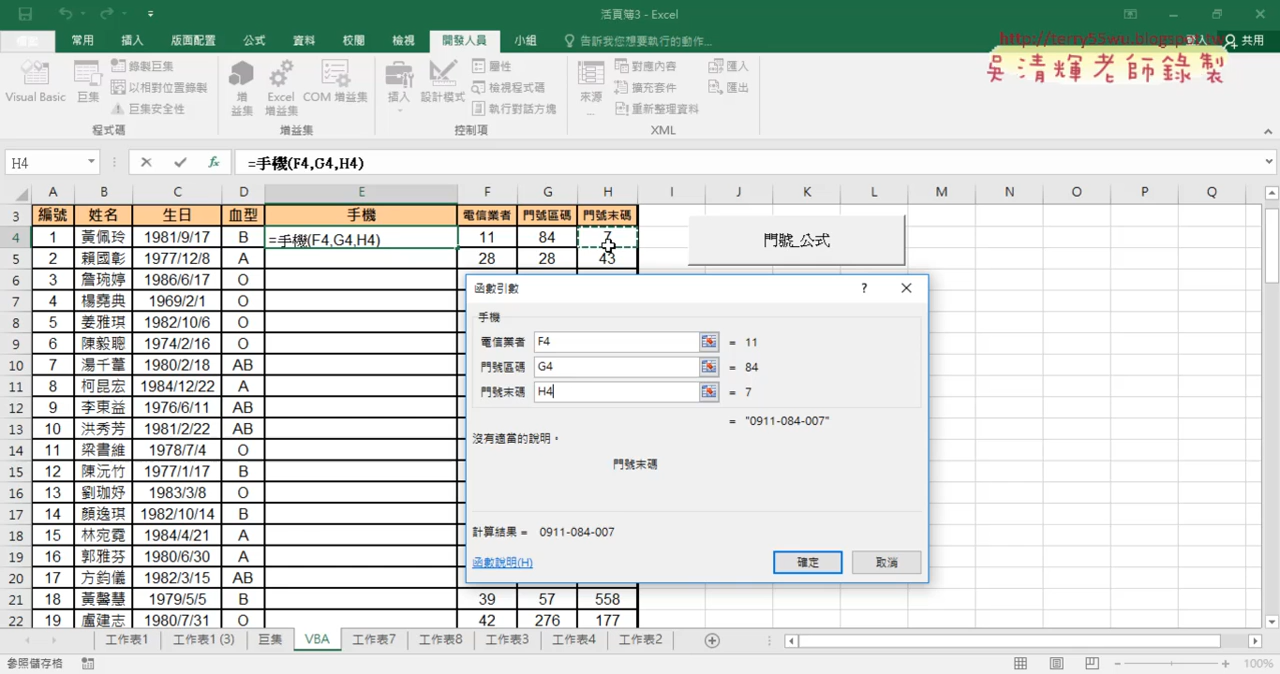 活頁簿3 - Excel
http://terry55wu.blogspot.tw
吳清輝老師錄製
常用 插入 版面配置 公式 資料 校閱 檢視 開發人員 小組 告訴我您想要執行的動作... 共用
Visual Basic 巨集 錄製巨集 以相對位置錄製 巨集安全性 程式碼
增益集 Excel 增益集 COM 增益集 增益集
插入 設計模式 屬性 檢視程式碼 執行對話方塊 控制項
來源 對應內容 擴充套件 重新整理資料 匯入 匯出 XML
H4 fx =手機(F4,G4,H4)
A B C D E F G H I J K L M N O P Q
3 編號 姓名 生日 血型 手機 電信業者 門號區碼 門號末碼
4 1 黃佩玲 1981/9/17 B =手機(F4,G4,H4) 11 84 7
門號_公式
5 2 賴國彰 1977/12/8 A 28 28 43
6 3 詹琬婷 1986/6/17 O
7 4 楊堯典 1969/2/1 O
8 5 姜雅琪 1982/10/6 O
9 6 陳毅聰 1974/2/16 O
10 7 湯千薰 1980/2/18 AB
11 8 柯昆宏 1984/12/22 A
12 9 李東益 1976/6/11 AB
13 10 洪秀芳 1981/2/22 AB
14 11 梁書維 1978/7/4 O
15 12 陳沅竹 1977/1/17 B
16 13 劉珈妤 1983/3/8 O
17 14 顏逸琪 1982/10/14 B
18 15 林宛霓 1984/4/21 A
19 16 郭雅芬 1980/6/30 A
20 17 方鈞儀 1982/3/15 AB
21 18 黃馨慧 1979/5/5 B 39 57 558
22 19 盧建志 1980/7/31 O 42 276 177
函數引數 ?
手機
電信業者 F4 = 11
門號區碼 G4 = 84
門號末碼 H4 = 7
= "0911-084-007"
沒有適當的說明。
門號末碼
計算結果 = 0911-084-007
函數說明(H) 確定 取消
工作表1 工作表1 (3) 巨集 VBA 工作表7 工作表8 工作表3 工作表4 工作表2
參照儲存格 100%